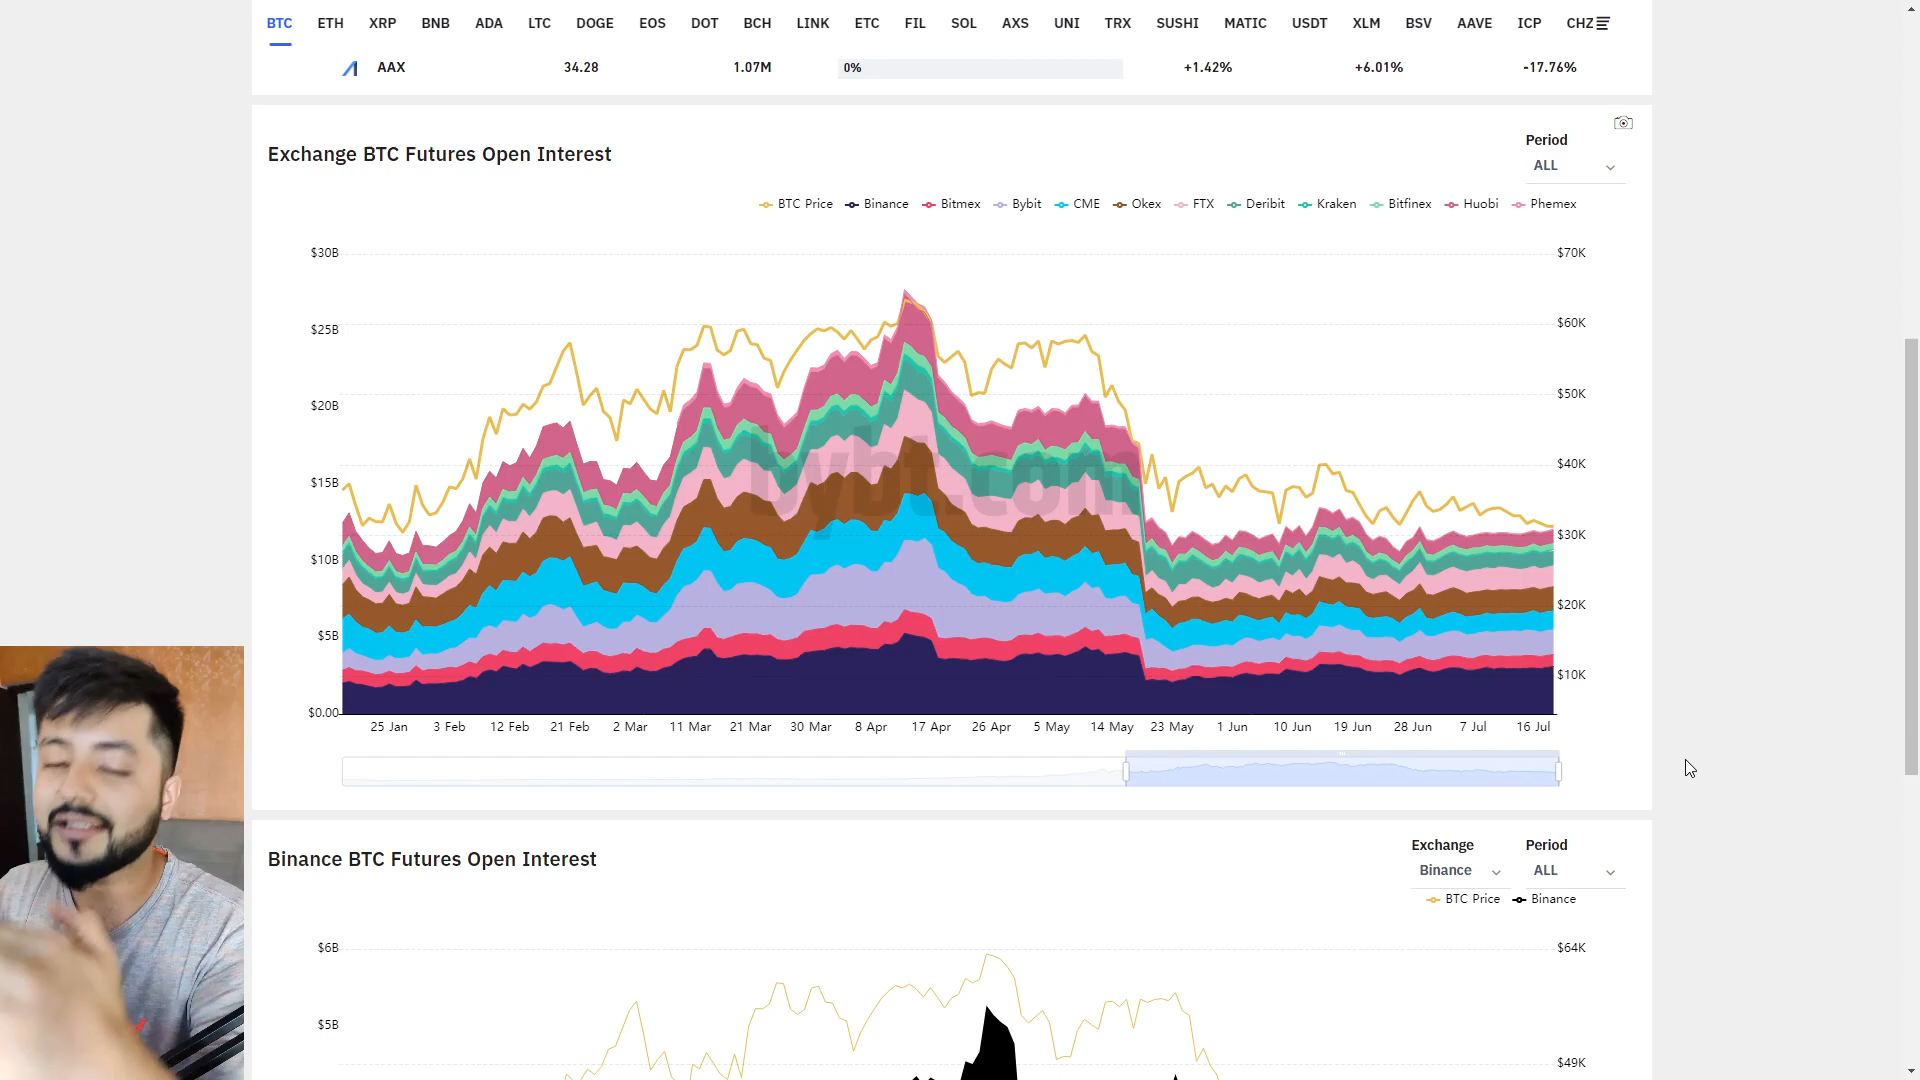 BTC ETH XRP BNB ADA LTC DOGE EOS DOT BCH LINK ETC FIL SOL AXS UNI TRX SUSHI MATIC USDT XLM BSV AAVE ICP CHZ
AAX 34.28 1.07M 0% +1.42% +6.01% -17.76%
Exchange BTC Futures Open Interest
Period
ALL
BTC Price Binance Bitmex Bybit CME Okex FTX Deribit Kraken Bitfinex Huobi Phemex
$30B $70K
$25B $60K
$20B $50K
$15B $40K
$10B $30K
$5B $20K
$10K
$0.00
bybt.com
25 Jan 3 Feb 12 Feb 21 Feb 2 Mar 11 Mar 21 Mar 30 Mar 8 Apr 17 Apr 26 Apr 5 May 14 May 23 May 1 Jun 10 Jun 19 Jun 28 Jun 7 Jul 16 Jul
Binance BTC Futures Open Interest
Exchange Period
Binance ALL
BTC Price Binance
$6B $64K
$5B
$49K